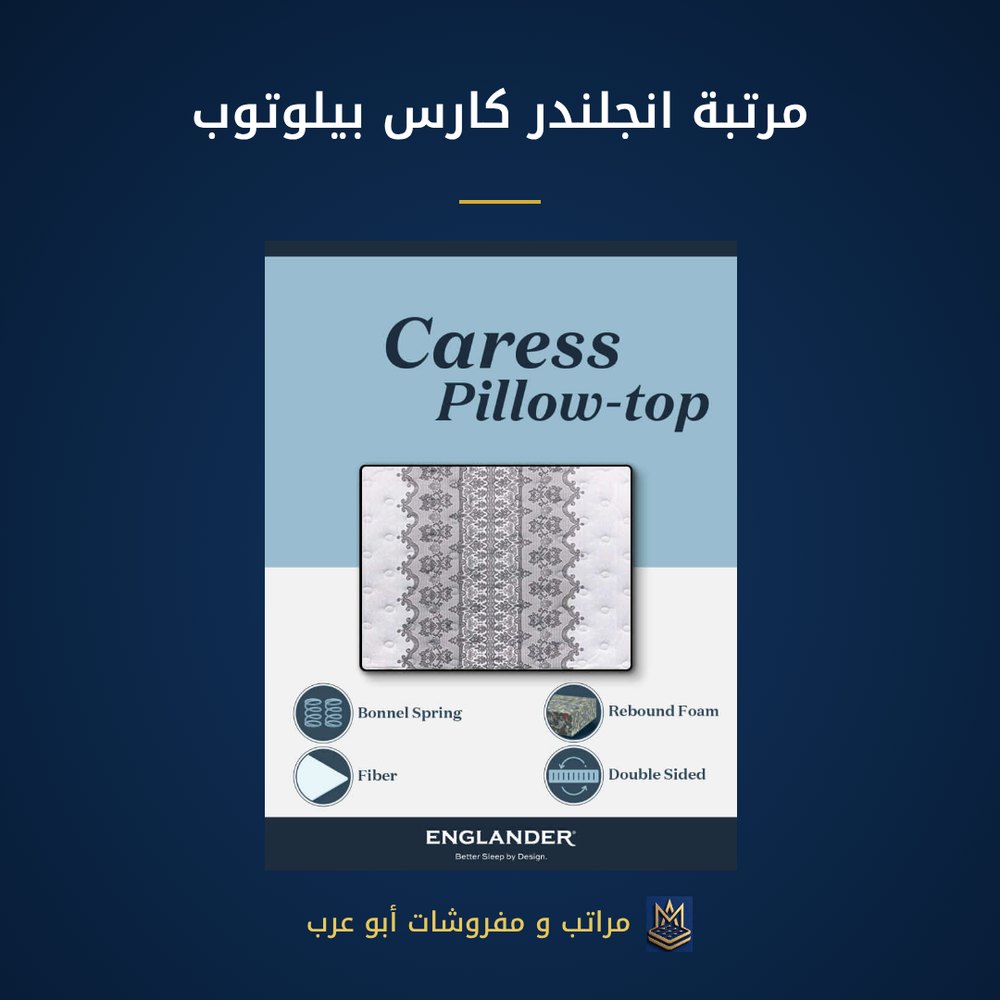 مرتبة انجلندر كارس بيلوتوب
Caress
Pillow-top
Bonnel Spring
Rebound Foam
Fiber
Double Sided
ENGLANDER®
Better Sleep by Design.
مراتب و مفروشات أبو عرب